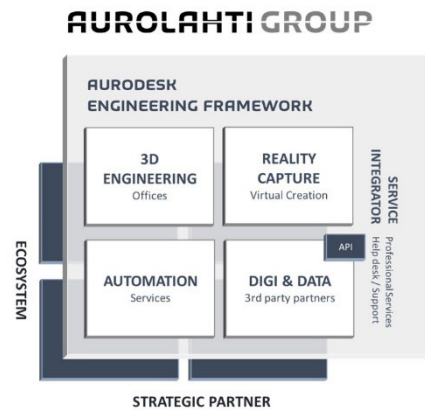 AUROLAHTI GROUP
AURODESK
ENGINEERING FRAMEWORK
3D
ENGINEERING
Offices
REALITY
CAPTURE
Virtual Creation
AUTOMATION
Services
DIGI & DATA
3rd party partners
API
SERVICE
INTEGRATOR
Professional Services
Help desk / Support
ECOSYSTEM
STRATEGIC PARTNER